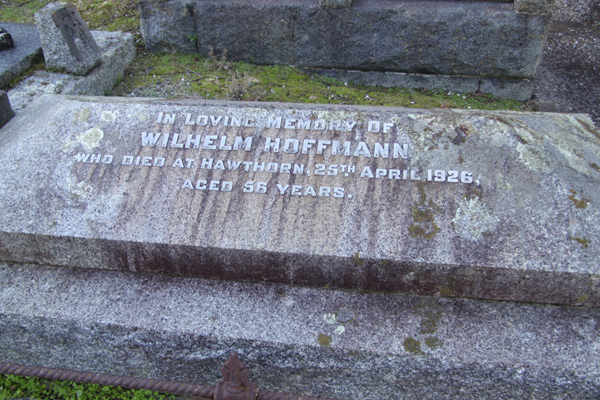 In Loving Memory of
WILHELM HOFFMANN
WHO DIED AT HAWTHORN, 25TH APRIL 1926,
AGED 56 YEARS.